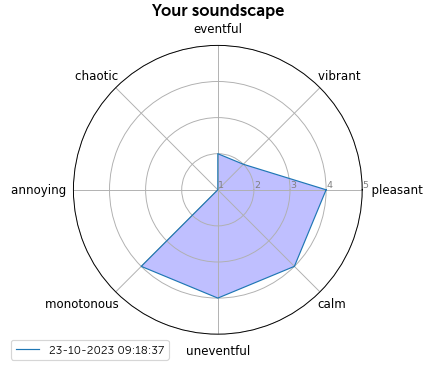 Your soundscape
eventful
chaotic
vibrant
annoying
1 2 3 4 5
pleasant
monotonous
calm
uneventful
23-10-2023 09:18:37